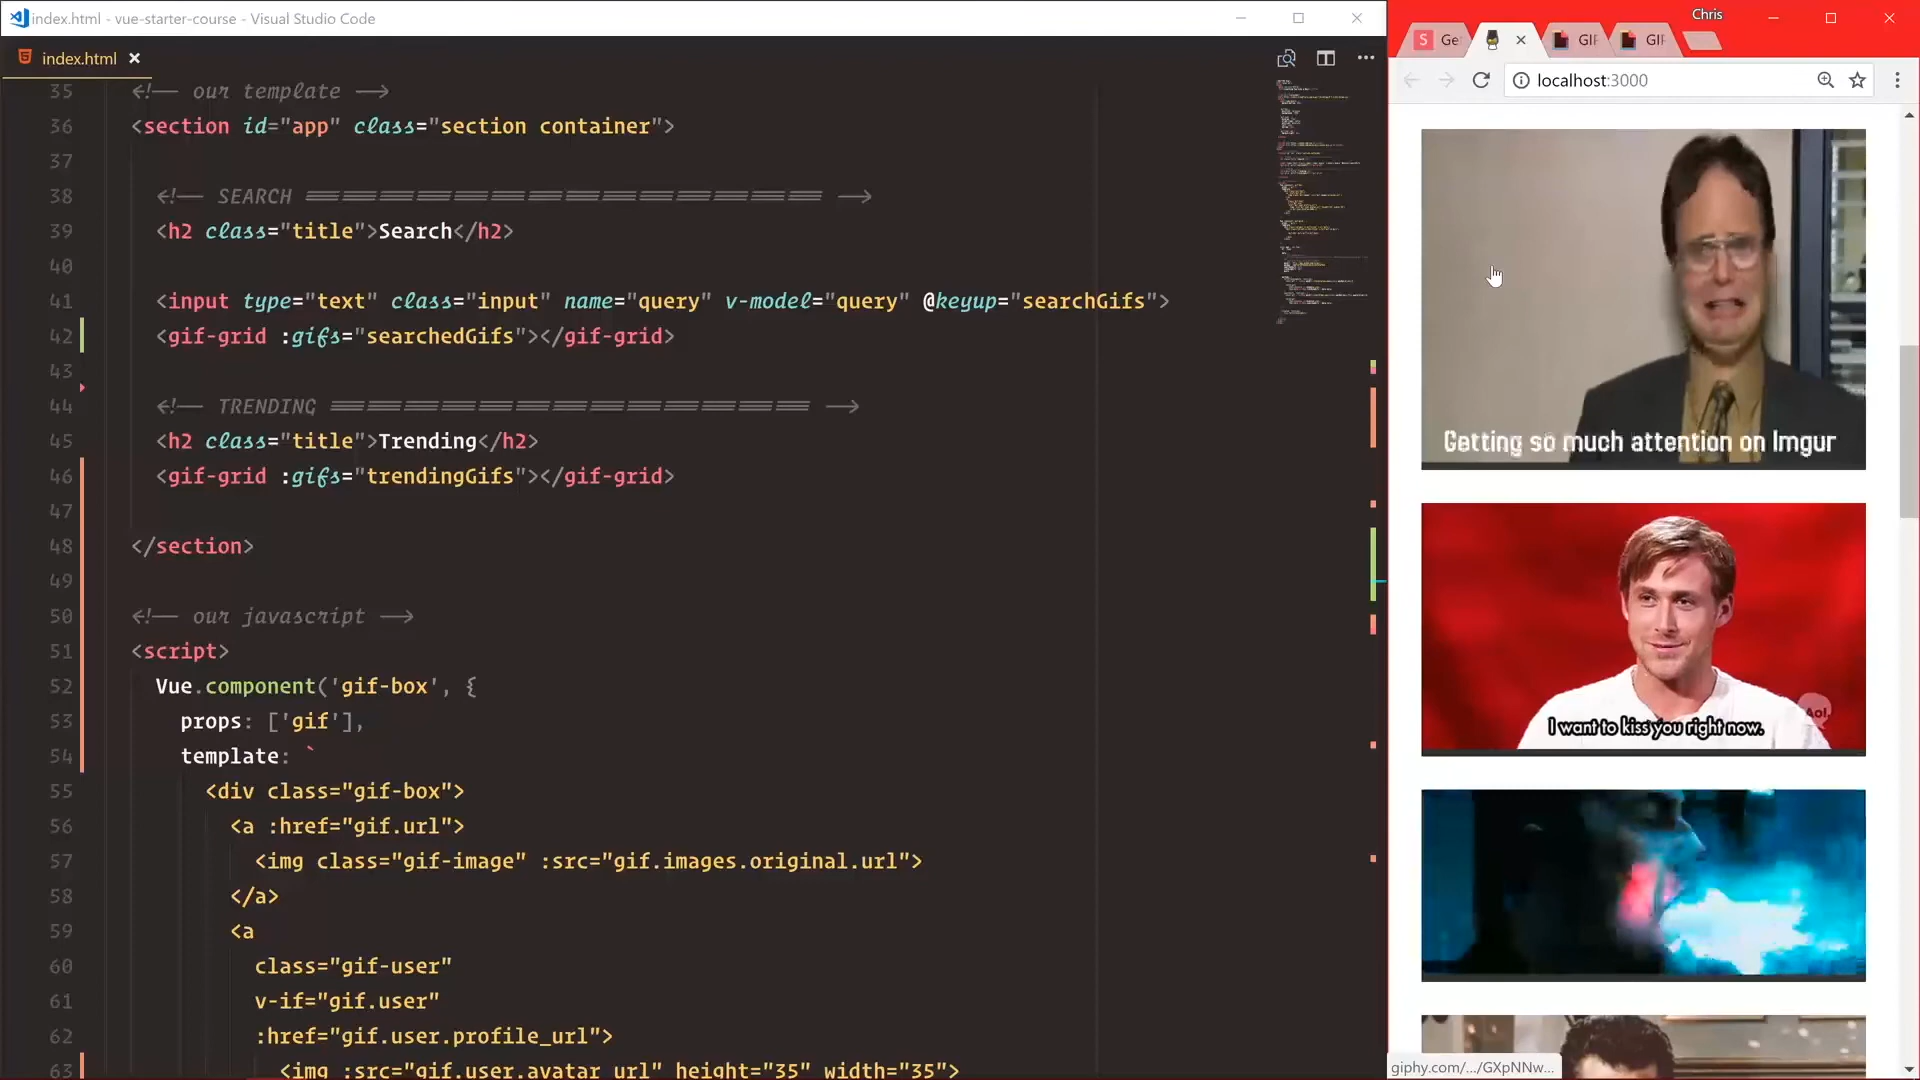 index.html - vue-starter-course - Visual Studio Code
index.html
35 <!-- our template -->
36 <section id="app" class="section container">
37
38 <!-- SEARCH ========================================== -->
39 <h2 class="title">Search</h2>
40
41 <input type="text" class="input" name="query" v-model="query" @keyup="searchGifs">
42 <gif-grid :gifs="searchedGifs"></gif-grid>
43
44 <!-- TRENDING ======================================= -->
45 <h2 class="title">Trending</h2>
46 <gif-grid :gifs="trendingGifs"></gif-grid>
47
48 </section>
49
50 <!-- our javascript -->
51 <script>
52 Vue.component('gif-box', {
53 props: ['gif'],
54 template: `
55 <div class="gif-box">
56 <a :href="gif.url">
57 <img class="gif-image" :src="gif.images.original.url">
58 </a>
59 <a
60 class="gif-user"
61 v-if="gif.user"
62 :href="gif.user.profile_url">
63 <img :src="gif.user.avatar_url" height="35" width="35">
Chris
S Ge
GIF
GIF
localhost:3000
Getting so much attention on Imgur
Aol.
I want to kiss you right now.
giphy.com/.../GXpNNw...